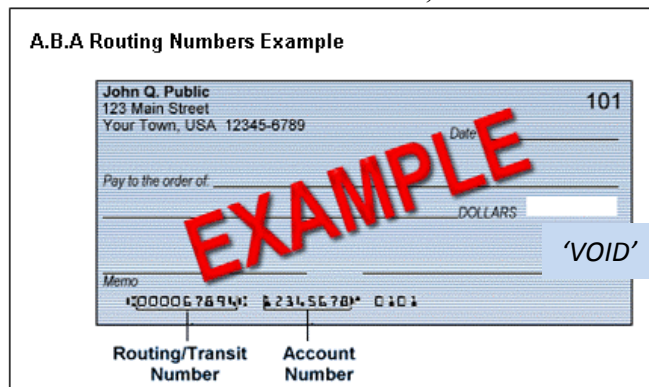 A.B.A Routing Numbers Example
John Q. Public
101
123 Main Street
Your Town, USA 12345-6789
Date
Pay to the order of:
EXAMPLE
DOLLARS
'VOID'
Memo
⑆000067894⑆ 12345678⑈ 0101
Routing/Transit Account
Number Number